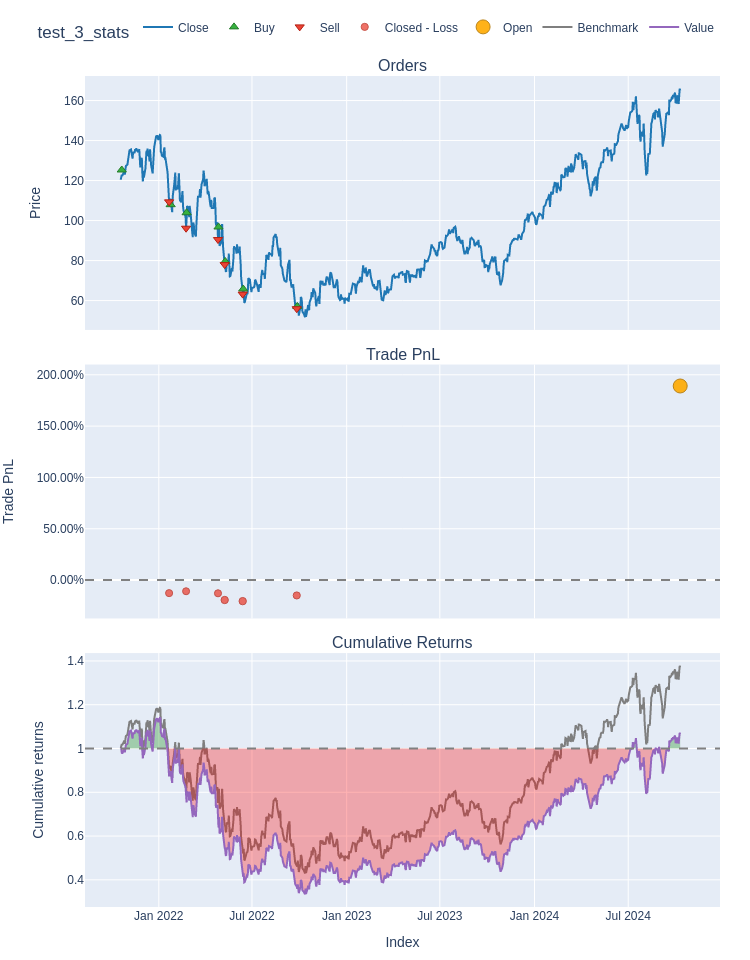 test_3_stats
Close Buy Sell Closed - Loss Open Benchmark Value
Orders
160
140
120
100
80
60
Price
Trade PnL
200.00%
150.00%
100.00%
50.00%
0.00%
Trade PnL
Cumulative Returns
1.4
1.2
1
0.8
0.6
0.4
Cumulative returns
Jan 2022 Jul 2022 Jan 2023 Jul 2023 Jan 2024 Jul 2024
Index